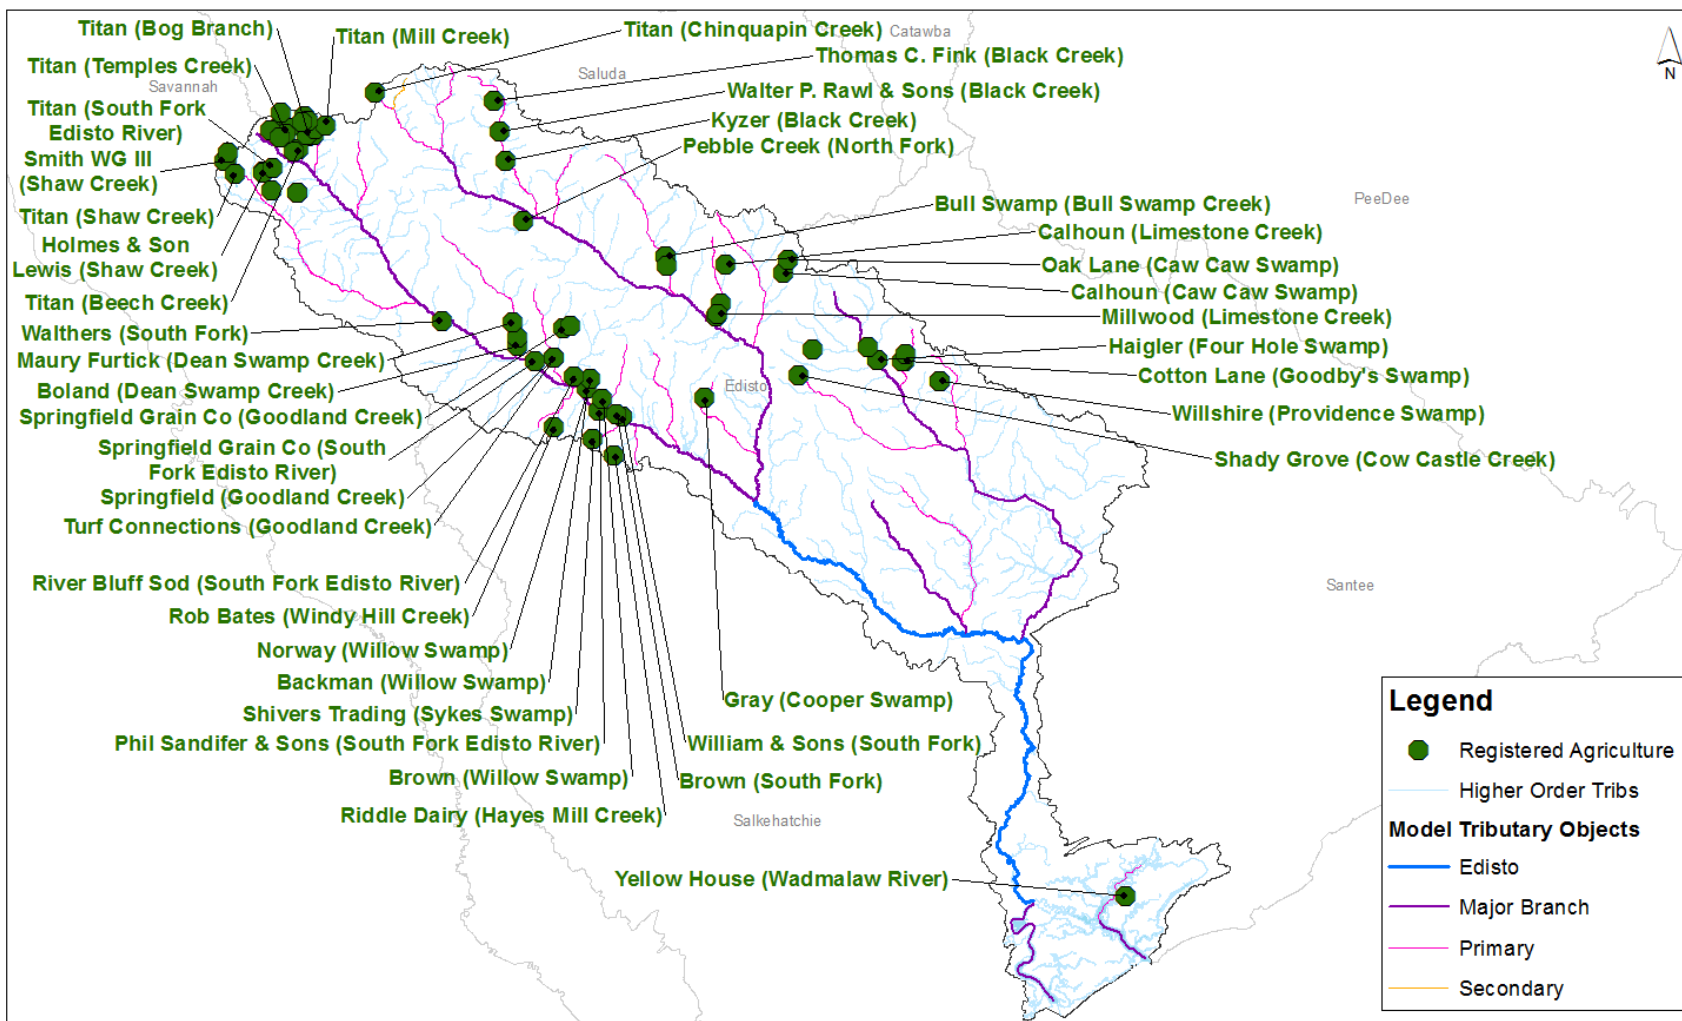 Titan (Bog Branch)
Titan (Mill Creek)
Titan (Chinquapin Creek)
Catawba
Thomas C. Fink (Black Creek)
Titan (Temples Creek)
Savannah
Saluda
N
Walter P. Rawl & Sons (Black Creek)
Titan (South Fork
Edisto River)
Kyzer (Black Creek)
Pebble Creek (North Fork)
Smith WG III
(Shaw Creek)
PeeDee
Bull Swamp (Bull Swamp Creek)
Titan (Shaw Creek)
Calhoun (Limestone Creek)
Holmes & Son
Lewis (Shaw Creek)
Oak Lane (Caw Caw Swamp)
Calhoun (Caw Caw Swamp)
Titan (Beech Creek)
Millwood (Limestone Creek)
Walthers (South Fork)
Haigler (Four Hole Swamp)
Maury Furtick (Dean Swamp Creek)
Cotton Lane (Goodby's Swamp)
Boland (Dean Swamp Creek)
Edisto
Willshire (Providence Swamp)
Springfield Grain Co (Goodland Creek)
Springfield Grain Co (South
Fork Edisto River)
Shady Grove (Cow Castle Creek)
Springfield (Goodland Creek)
Turf Connections (Goodland Creek)
River Bluff Sod (South Fork Edisto River)
Santee
Rob Bates (Windy Hill Creek)
Norway (Willow Swamp)
Backman (Willow Swamp)
Gray (Cooper Swamp)
Shivers Trading (Sykes Swamp)
Phil Sandifer & Sons (South Fork Edisto River)
William & Sons (South Fork)
Brown (Willow Swamp)
Brown (South Fork)
Riddle Dairy (Hayes Mill Creek)
Salkehatchie
Yellow House (Wadmalaw River)
Legend
Registered Agriculture
Higher Order Tribs
Model Tributary Objects
Edisto
Major Branch
Primary
Secondary